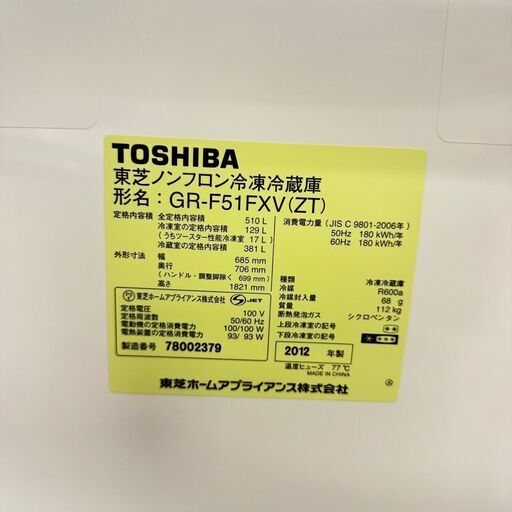 TOSHIBA
東芝ノンフロン冷凍冷蔵庫
形名：GR-F51FXV(ZT)
定格内容積 全定格内容積 510 L
冷凍室の定格内容積 129 L
（うちツースター性能冷凍室 17 L）
冷蔵室の定格内容積 381 L
外形寸法 幅 685 mm
奥行 706 mm
（ハンドル・調整脚除く 699 mm）
高さ 1821 mm
東芝ホームアプライアンス株式会社 JET
定格電圧 100 V
定格周波数 50/60 Hz
電動機の定格消費電力 100/100 W
電熱装置の定格消費電力 93/ 93 W
製造番号 78002379
消費電力量（JIS C 9801-2006年）
50Hz 180 kWh/年
60Hz 180 kWh/年
種類 冷凍冷蔵庫
冷媒 R600a
冷媒封入量 68 g
質量 112 kg
断熱発泡ガス シクロペンタン
上段冷凍室の記号 **
下段冷凍室の記号 * ***
2012 年製
温度ヒューズ 77℃
MADE IN CHINA
東芝ホームアプライアンス株式会社 Ⓐ